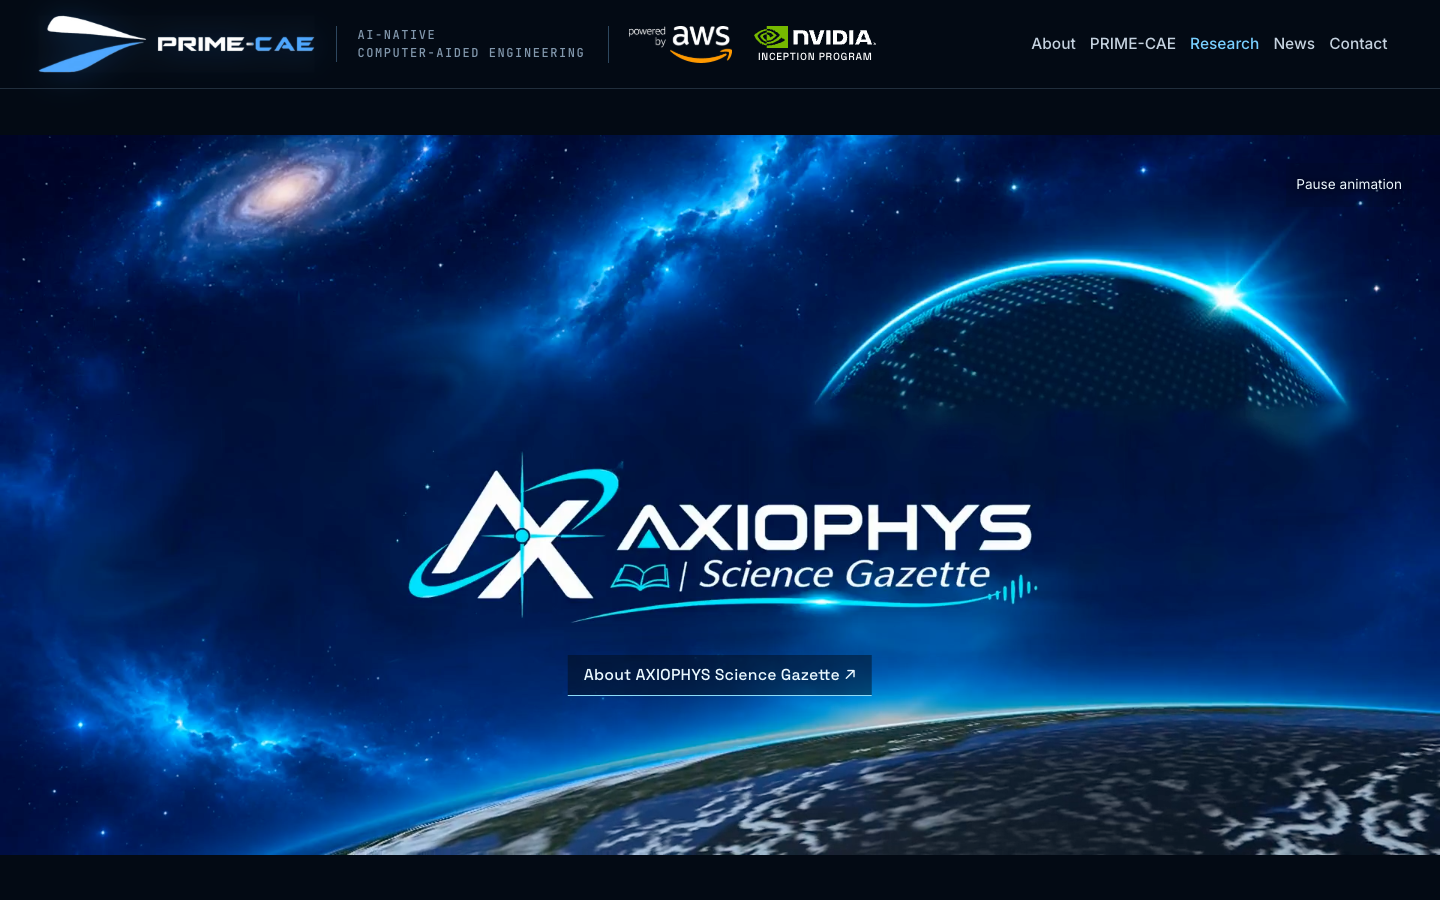 PRIME-CAE
AI-NATIVE
COMPUTER-AIDED ENGINEERING
powered by aws
NVIDIA.
INCEPTION PROGRAM
About PRIME-CAE Research News Contact
Pause animation
AX AXIOPHYS
| Science Gazette
About AXIOPHYS Science Gazette ↗